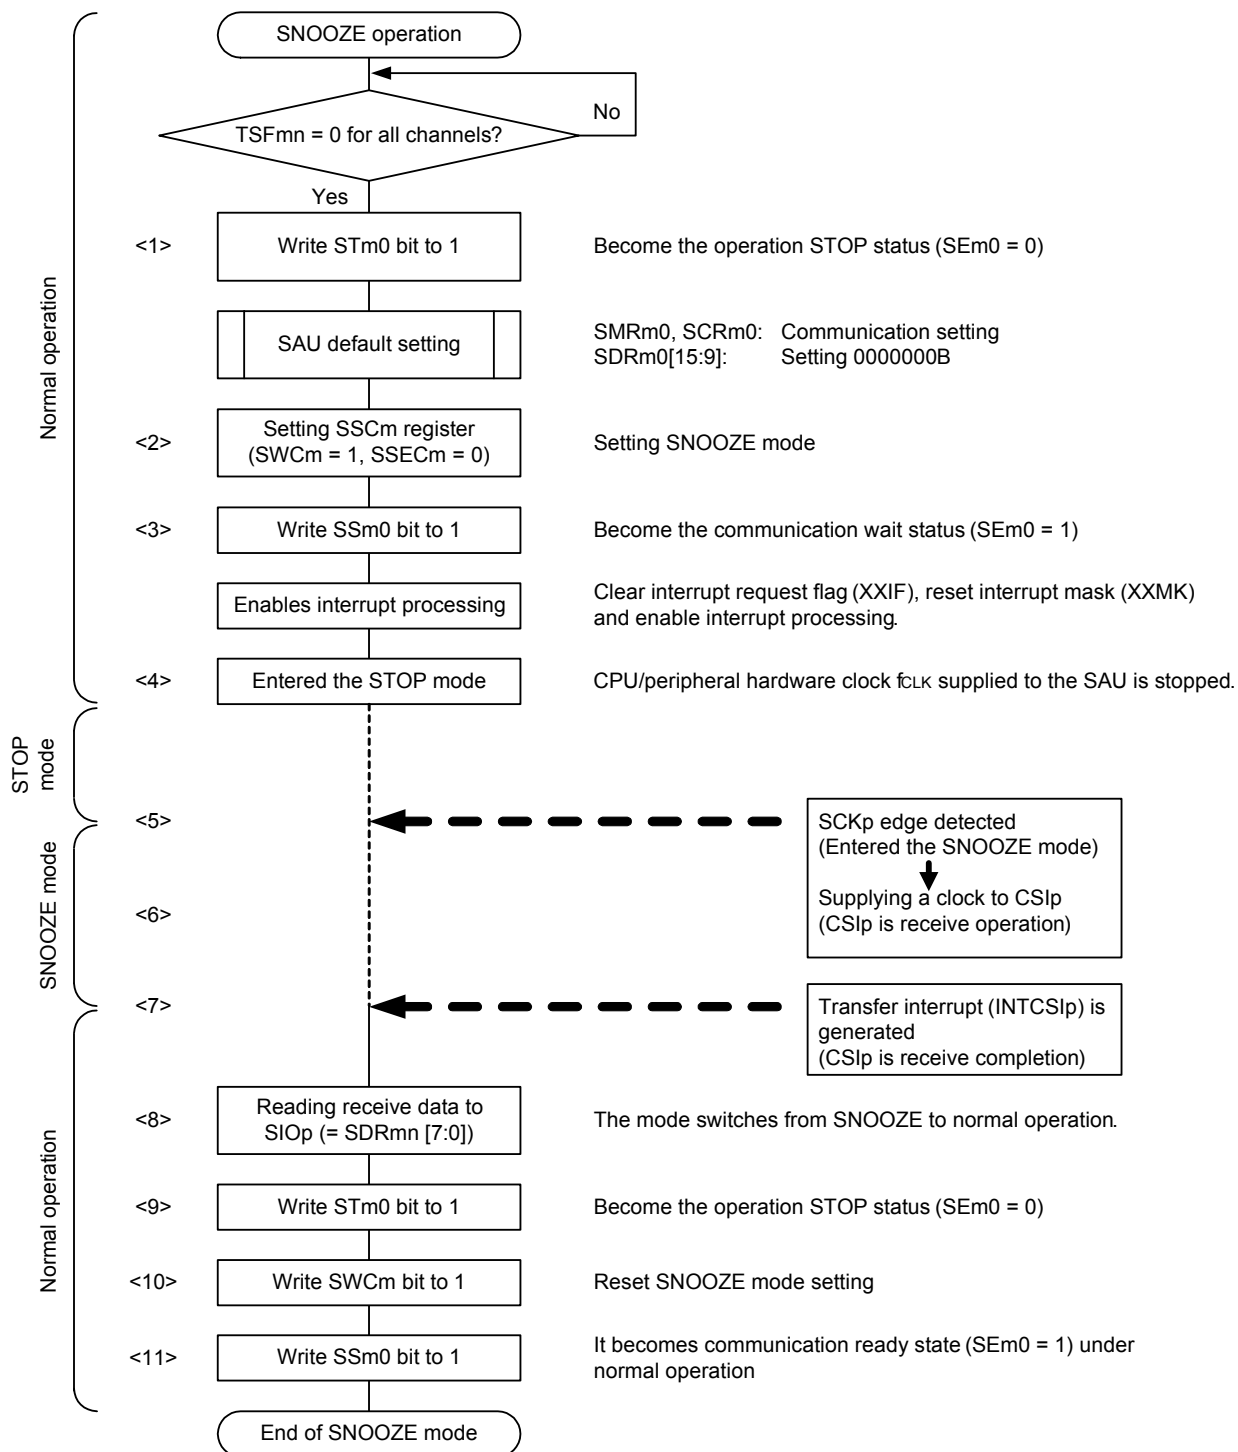 SNOOZE operation
No
TSFmn = 0 for all channels?
Yes
<1>
Write STm0 bit to 1
Become the operation STOP status (SEm0 = 0)
SAU default setting
SMRm0, SCRm0: Communication setting
SDRm0[15:9]: Setting 0000000B
Normal operation
<2>
Setting SSCm register
(SWCm = 1, SSECm = 0)
Setting SNOOZE mode
<3>
Write SSm0 bit to 1
Become the communication wait status (SEm0 = 1)
Enables interrupt processing
Clear interrupt request flag (XXIF), reset interrupt mask (XXMK)
and enable interrupt processing.
<4>
Entered the STOP mode
CPU/peripheral hardware clock fCLK supplied to the SAU is stopped.
STOP
mode
<5>
SCKp edge detected
(Entered the SNOOZE mode)
SNOOZE mode
<6>
Supplying a clock to CSIp
(CSIp is receive operation)
<7>
Transfer interrupt (INTCSIp) is
generated
(CSIp is receive completion)
<8>
Reading receive data to
SIOp (= SDRmn [7:0])
The mode switches from SNOOZE to normal operation.
Normal operation
<9>
Write STm0 bit to 1
Become the operation STOP status (SEm0 = 0)
<10>
Write SWCm bit to 1
Reset SNOOZE mode setting
<11>
Write SSm0 bit to 1
It becomes communication ready state (SEm0 = 1) under
normal operation
End of SNOOZE mode